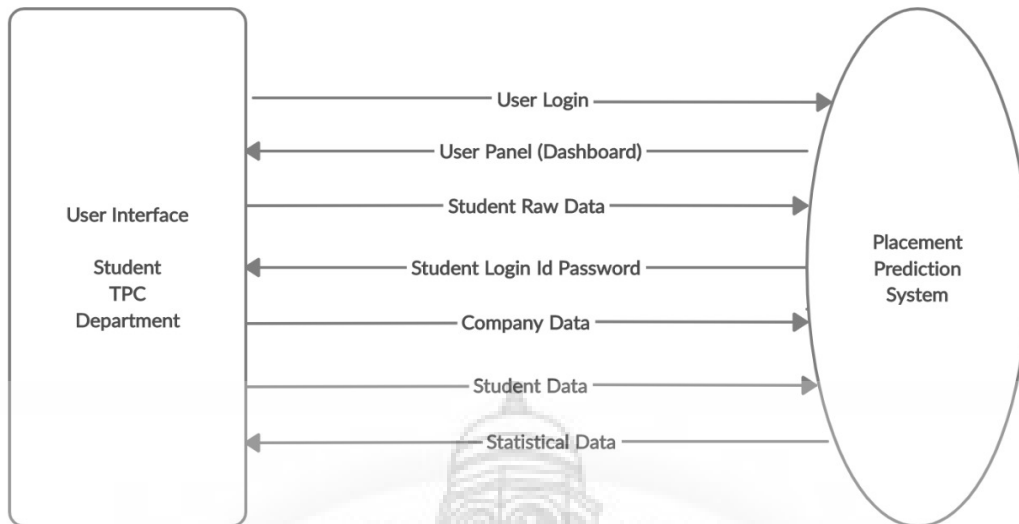 User Login
User Panel (Dashboard)
User Interface
Student Raw Data
Student
TPC
Department
Student Login Id Password
Placement
Prediction
System
Company Data
Student Data
Statistical Data